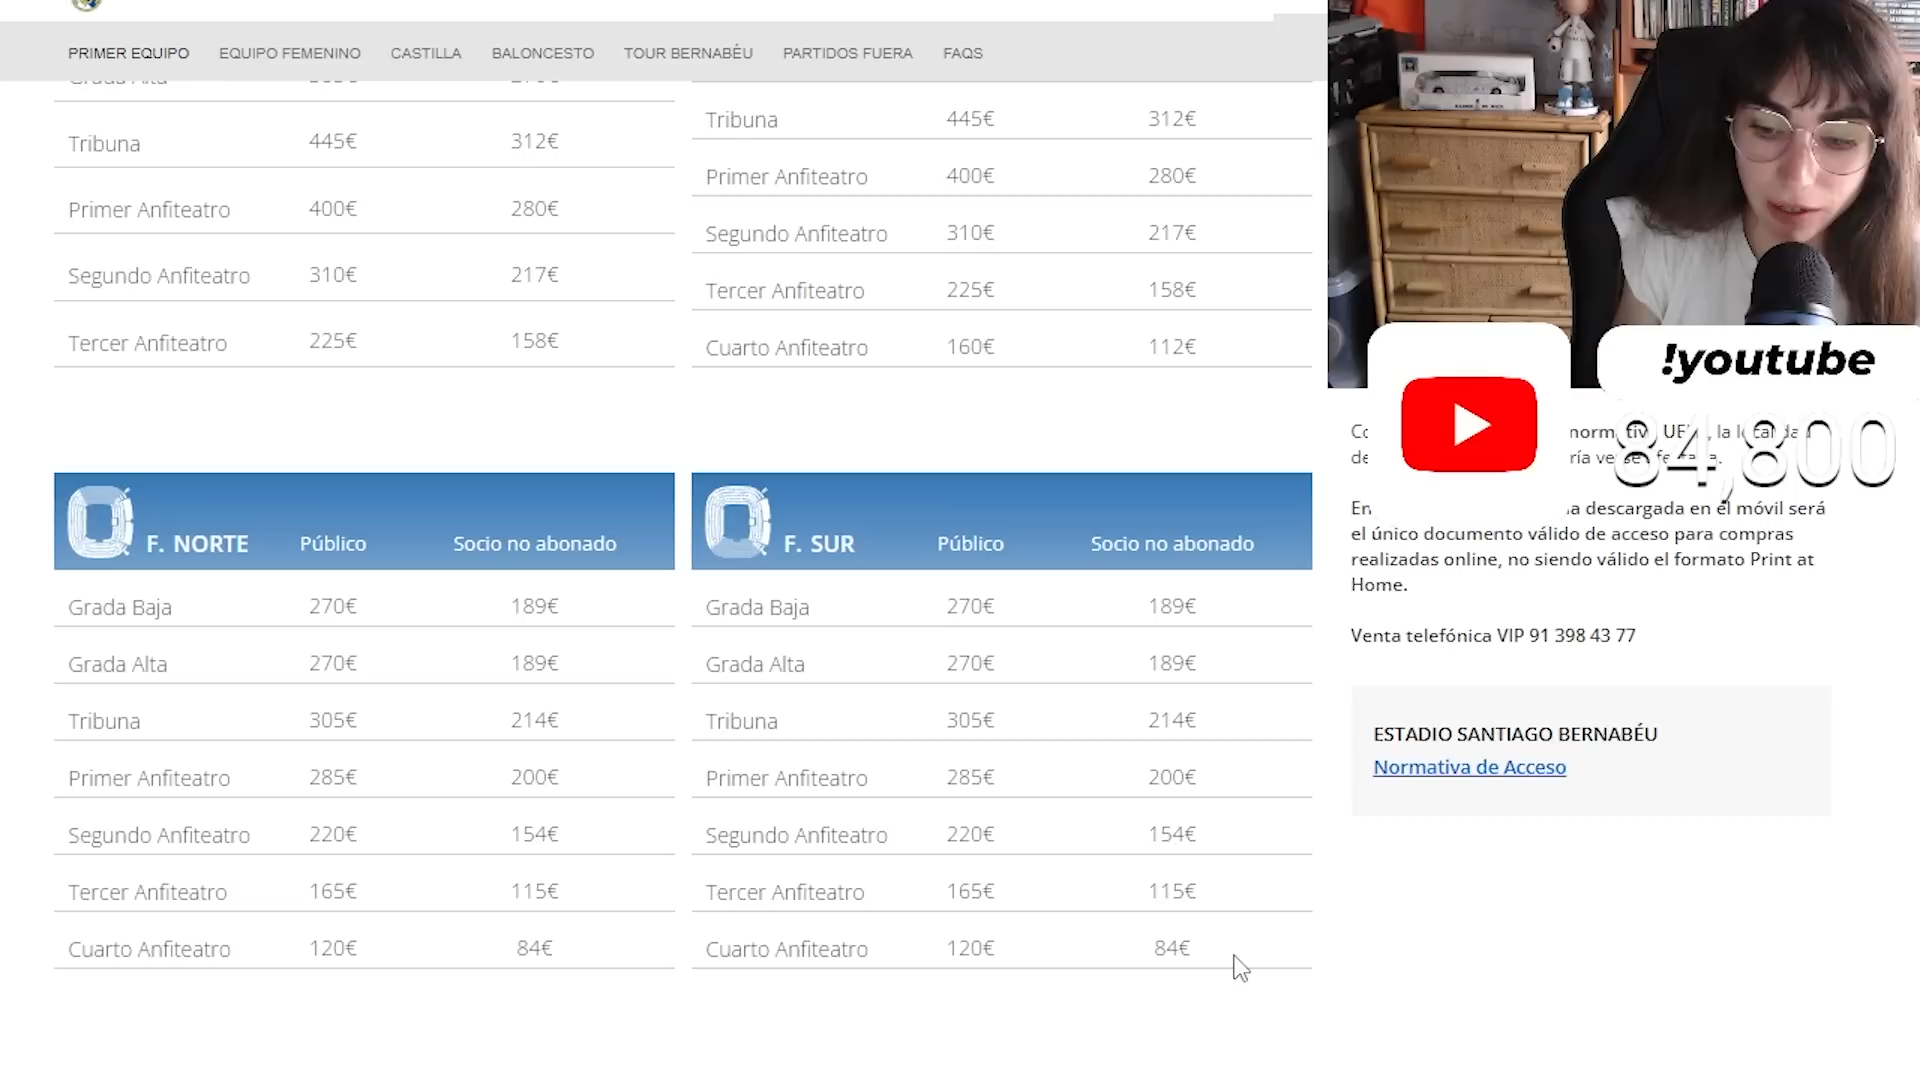 PRIMER EQUIPO EQUIPO FEMENINO CASTILLA BALONCESTO TOUR BERNABÉU PARTIDOS FUERA FAQS
Grada Alta
Tribuna 445€ 312€
Primer Anfiteatro 400€ 280€
Segundo Anfiteatro 310€ 217€
Tercer Anfiteatro 225€ 158€
Tribuna 445€ 312€
Primer Anfiteatro 400€ 280€
Segundo Anfiteatro 310€ 217€
Tercer Anfiteatro 225€ 158€
Cuarto Anfiteatro 160€ 112€
F. NORTE Público Socio no abonado
Grada Baja 270€ 189€
Grada Alta 270€ 189€
Tribuna 305€ 214€
Primer Anfiteatro 285€ 200€
Segundo Anfiteatro 220€ 154€
Tercer Anfiteatro 165€ 115€
Cuarto Anfiteatro 120€ 84€
F. SUR Público Socio no abonado
Grada Baja 270€ 189€
Grada Alta 270€ 189€
Tribuna 305€ 214€
Primer Anfiteatro 285€ 200€
Segundo Anfiteatro 220€ 154€
Tercer Anfiteatro 165€ 115€
Cuarto Anfiteatro 120€ 84€
!youtube
84,800
descargada en el móvil será
el único documento válido de acceso para compras
realizadas online, no siendo válido el formato Print at
Home.
Venta telefónica VIP 91 398 43 77
ESTADIO SANTIAGO BERNABÉU
Normativa de Acceso